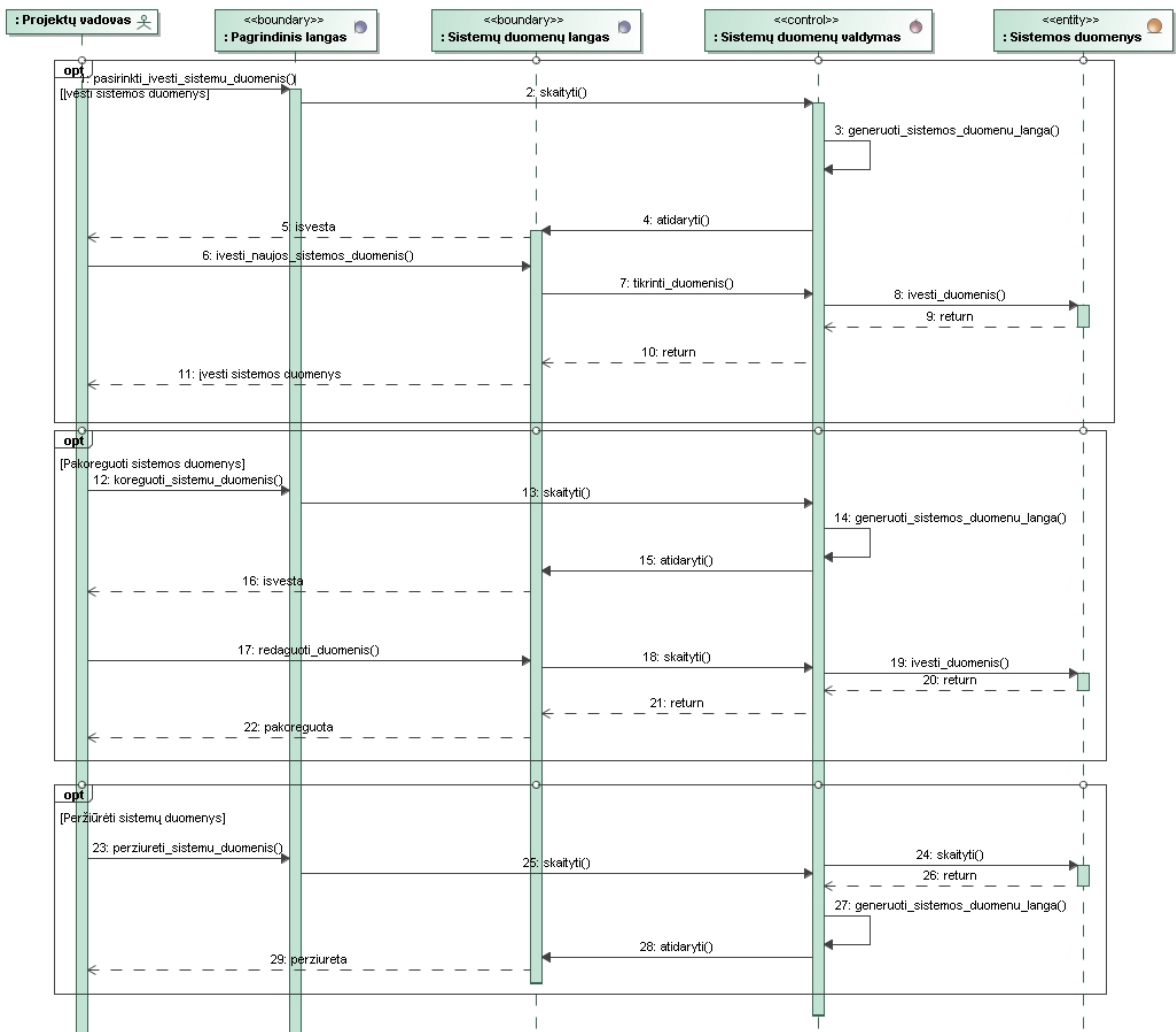 : Projektų vadovas
<<boundary>>
: Pagrindinis langas
<<boundary>>
: Sistemų duomenų langas
<<control>>
: Sistemų duomenų valdymas
<<entity>>
: Sistemos duomenys
opt
1: pasirinkti_ivesti_sistemu_duomenis()
[Įvesti sistemos duomenys]
2: skaityti()
3: generuoti_sistemos_duomenu_langa()
4: atidaryti()
5: isvesta
6: ivesti_naujos_sistemos_duomenis()
7: tikrinti_duomenis()
8: ivesti_duomenis()
9: return
10: return
11: įvesti sistemos duomenys
opt
[Pakoreguoti sistemos duomenys]
12: koreguoti_sistemu_duomenis()
13: skaityti()
14: generuoti_sistemos_duomenu_langa()
15: atidaryti()
16: isvesta
17: redaguoti_duomenis()
18: skaityti()
19: ivesti_duomenis()
20: return
21: return
22: pakoreguota
opt
[Peržiūrėti sistemų duomenys]
23: perziureti_sistemu_duomenis()
24: skaityti()
25: skaityti()
26: return
27: generuoti_sistemos_duomenu_langa()
28: atidaryti()
29: perziureta